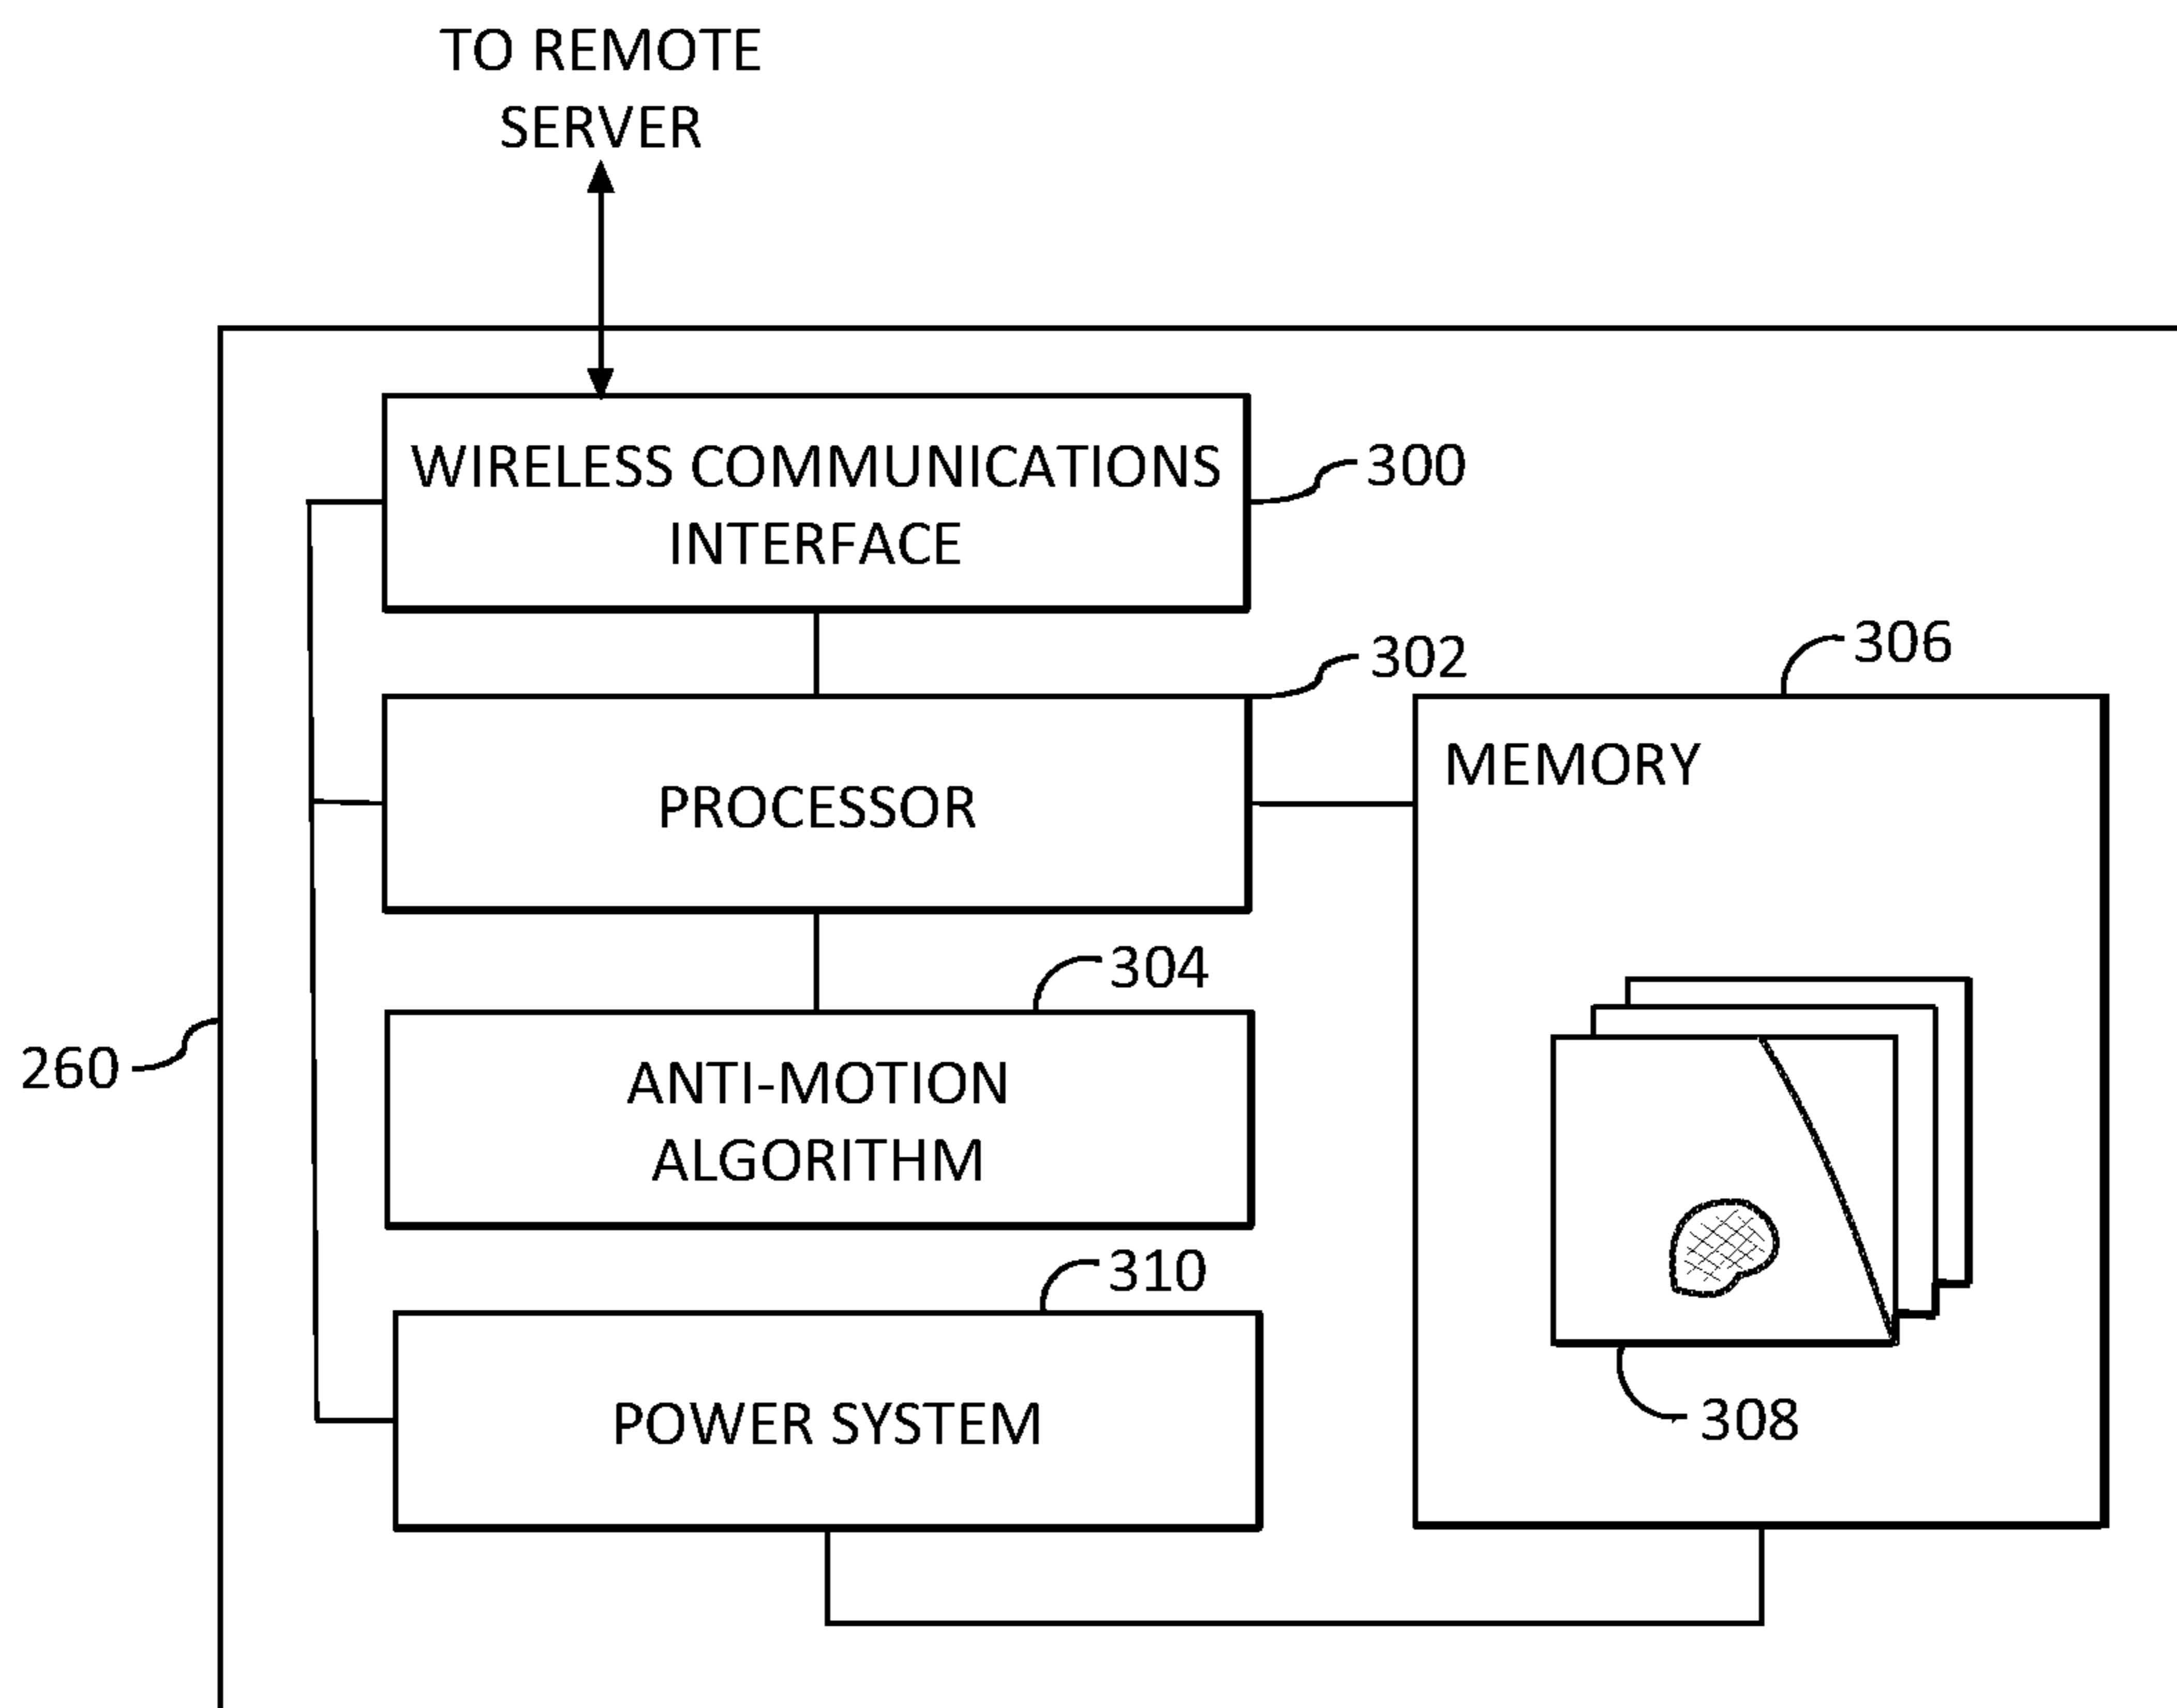 TO REMOTE
SERVER
WIRELESS COMMUNICATIONS
INTERFACE
300
302
306
PROCESSOR
MEMORY
304
260
ANTI-MOTION
ALGORITHM
310
POWER SYSTEM
308